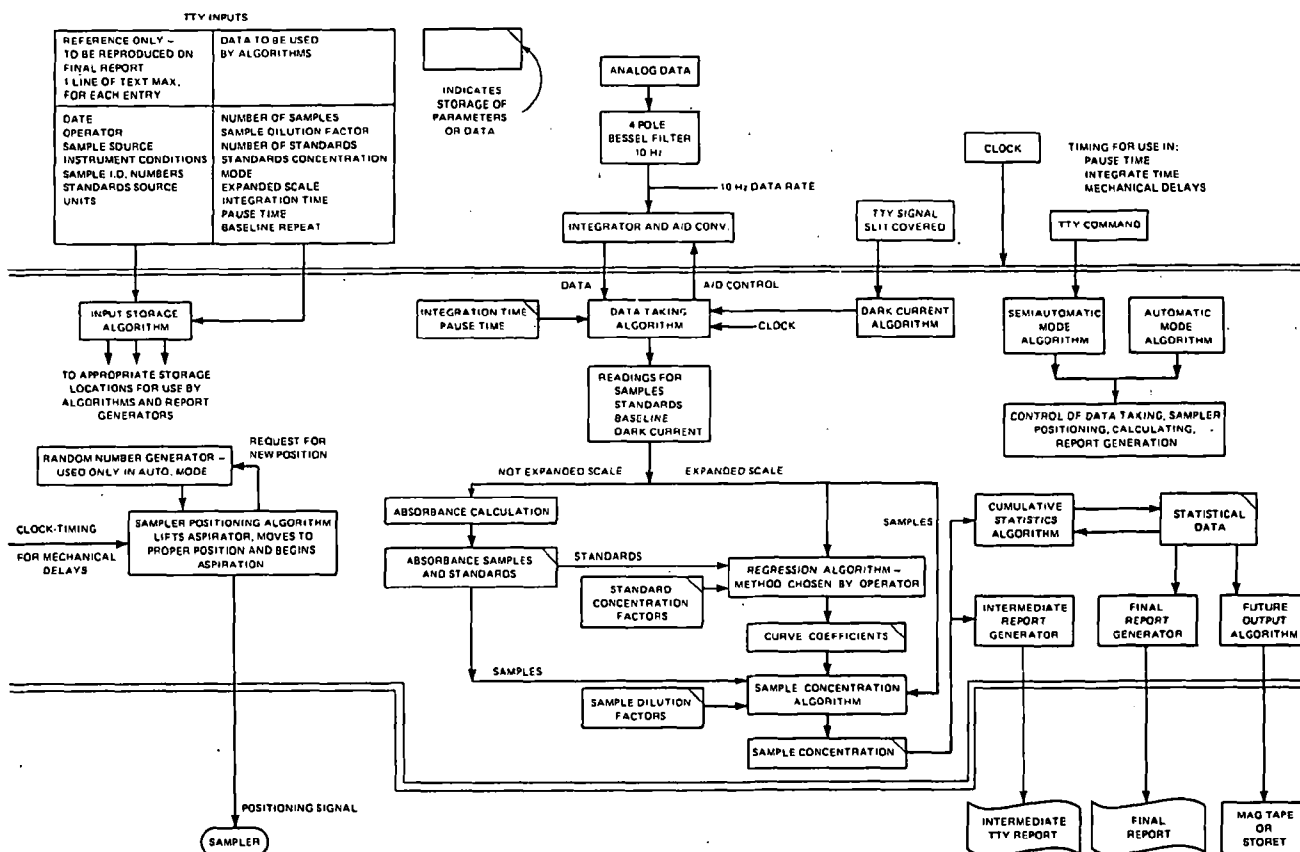 TTY INPUTS
REFERENCE ONLY –
TO BE REPRODUCED ON
FINAL REPORT
1 LINE OF TEXT MAX.
FOR EACH ENTRY
DATA TO BE USED
BY ALGORITHMS
DATE
OPERATOR
SAMPLE SOURCE
INSTRUMENT CONDITIONS
SAMPLE I.D. NUMBERS
STANDARDS SOURCE
UNITS
NUMBER OF SAMPLES
SAMPLE DILUTION FACTOR
NUMBER OF STANDARDS
STANDARDS CONCENTRATION
MODE
EXPANDED SCALE
INTEGRATION TIME
PAUSE TIME
BASELINE REPEAT
INDICATES
STORAGE OF
PARAMETERS
OR DATA
ANALOG DATA
4 POLE
BESSEL FILTER
10 Hz
10 Hz DATA RATE
INTEGRATOR AND A/D CONV.
TTY SIGNAL
SLIT COVERED
CLOCK
TIMING FOR USE IN:
PAUSE TIME
INTEGRATE TIME
MECHANICAL DELAYS
TTY COMMAND
INPUT STORAGE
ALGORITHM
TO APPROPRIATE STORAGE
LOCATIONS FOR USE BY
ALGORITHMS AND REPORT
GENERATORS
DATA
A/D CONTROL
INTEGRATION TIME
PAUSE TIME
DATA TAKING
ALGORITHM
CLOCK
DARK CURRENT
ALGORITHM
SEMIAUTOMATIC
MODE
ALGORITHM
AUTOMATIC
MODE
ALGORITHM
READINGS FOR
SAMPLES
STANDARDS
BASELINE
DARK CURRENT
CONTROL OF DATA TAKING, SAMPLER
POSITIONING, CALCULATING,
REPORT GENERATION
RANDOM NUMBER GENERATOR –
USED ONLY IN AUTO. MODE
REQUEST FOR
NEW POSITION
CLOCK-TIMING
FOR MECHANICAL
DELAYS
SAMPLER POSITIONING ALGORITHM
LIFTS ASPIRATOR, MOVES TO
PROPER POSITION AND BEGINS
ASPIRATION
NOT EXPANDED SCALE
EXPANDED SCALE
ABSORBANCE CALCULATION
ABSORBANCE SAMPLES
AND STANDARDS
STANDARDS
STANDARD
CONCENTRATION
FACTORS
REGRESSION ALGORITHM –
METHOD CHOSEN BY OPERATOR
SAMPLES
CURVE COEFFICIENTS
SAMPLES
SAMPLE DILUTION
FACTORS
SAMPLE CONCENTRATION
ALGORITHM
SAMPLE CONCENTRATION
CUMULATIVE
STATISTICS
ALGORITHM
STATISTICAL
DATA
INTERMEDIATE
REPORT
GENERATOR
FINAL
REPORT
GENERATOR
FUTURE
OUTPUT
ALGORITHM
POSITIONING SIGNAL
SAMPLER
INTERMEDIATE
TTY REPORT
FINAL
REPORT
MAG TAPE
OR
STORET